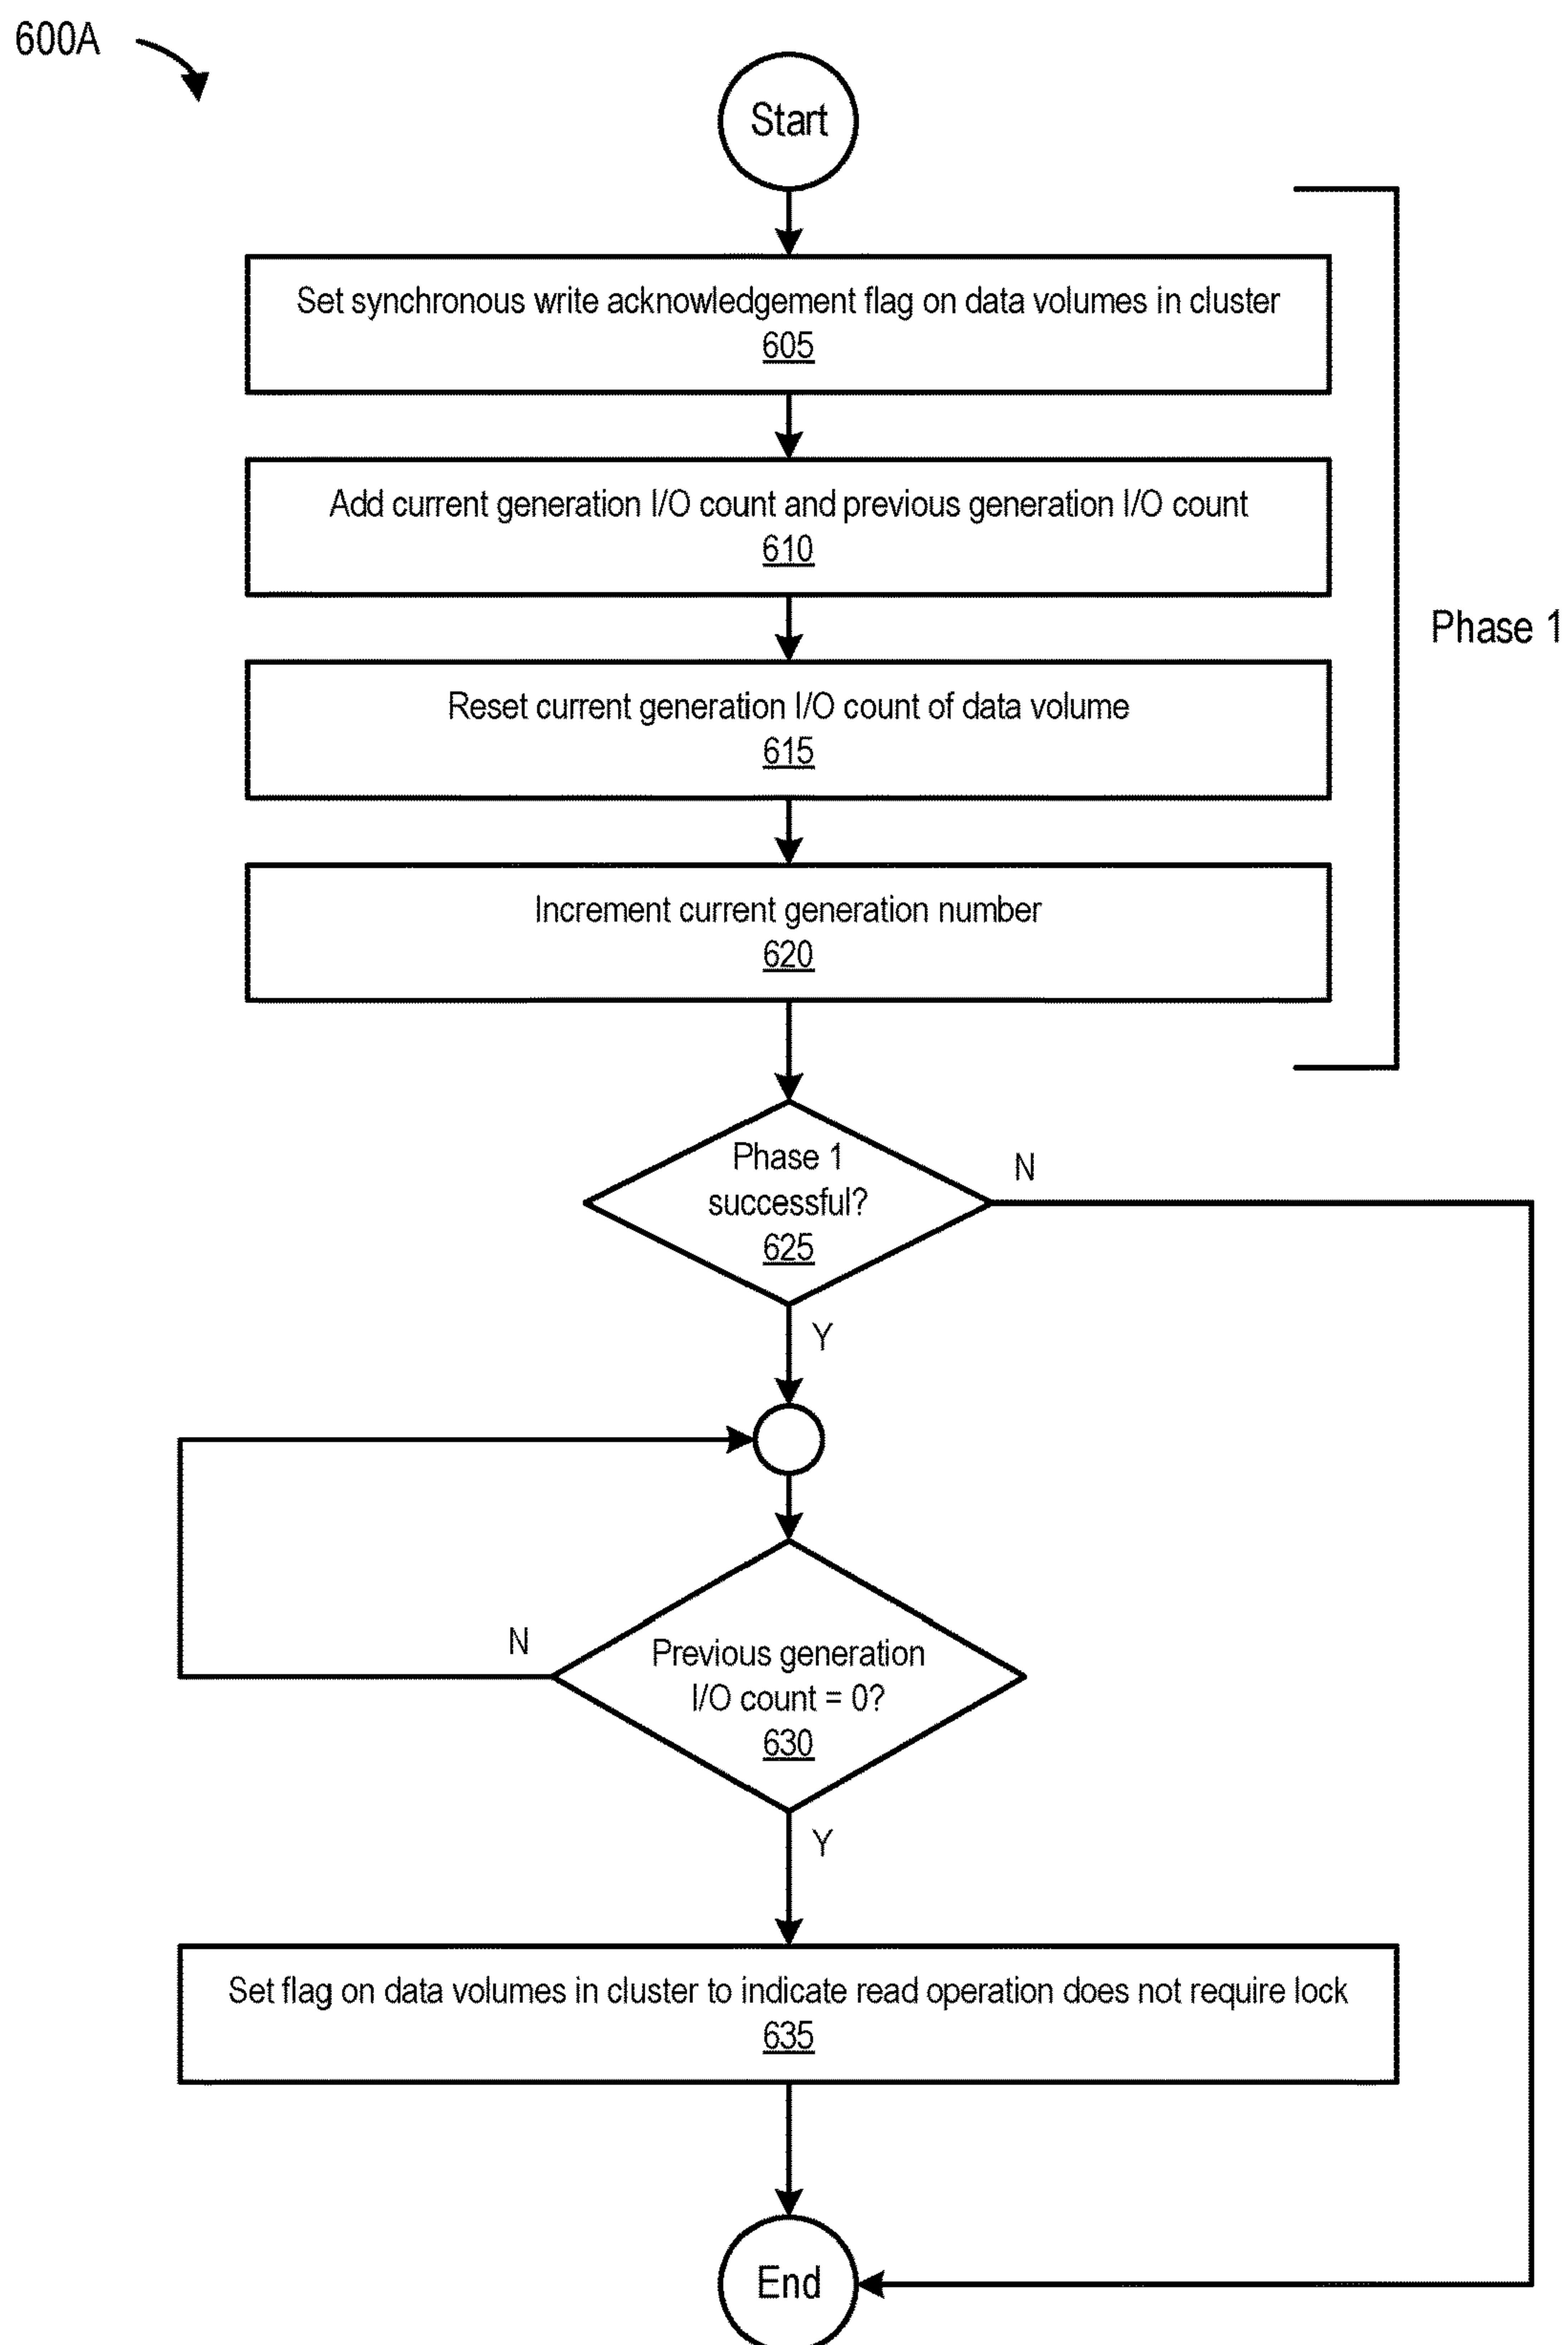 600A
Start
Set synchronous write acknowledgement flag on data volumes in cluster
605
Add current generation I/O count and previous generation I/O count
610
Phase 1
Reset current generation I/O count of data volume
615
Increment current generation number
620
Phase 1
successful?
625
N
Y
Previous generation
I/O count = 0?
630
N
Y
Set flag on data volumes in cluster to indicate read operation does not require lock
635
End